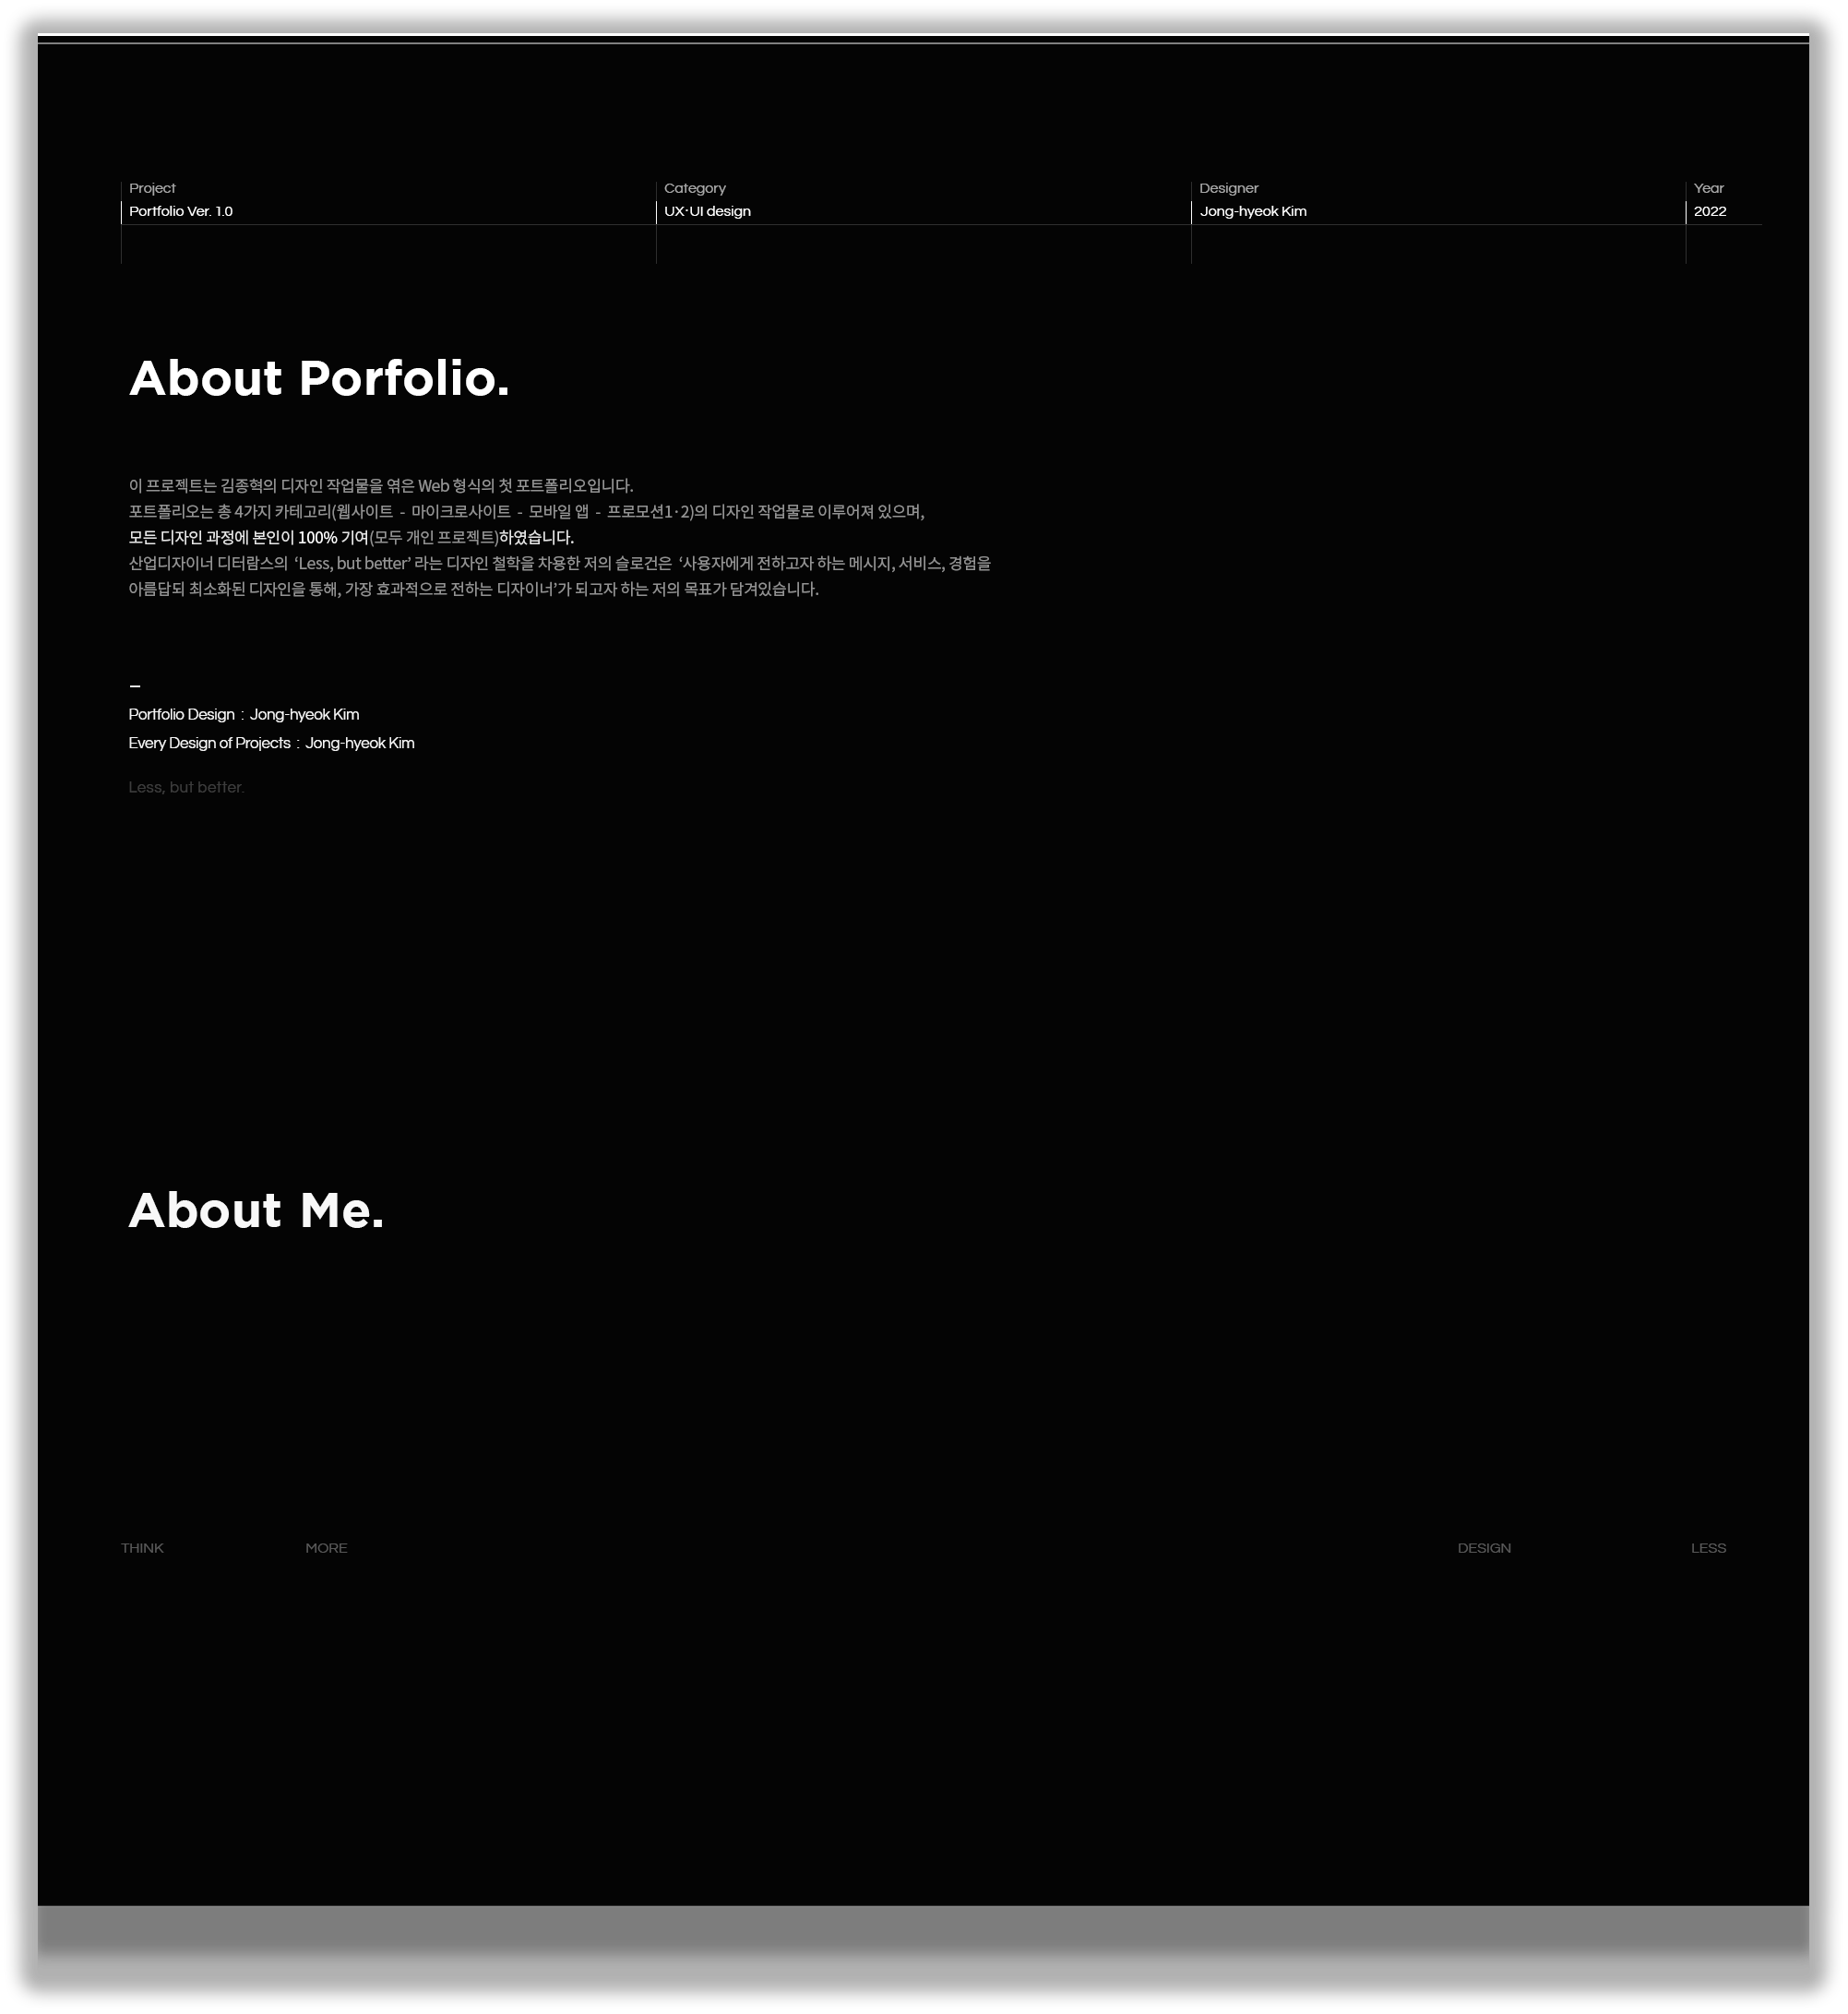 Project
Portfolio Ver. 1.0
Category
UX·UI design
Designer
Jong-hyeok Kim
Year
2022
About Porfolio.
이 프로젝트는 김종혁의 디자인 작업물을 엮은 Web 형식의 첫 포트폴리오입니다.
포트폴리오는 총 4가지 카테고리(웹사이트 - 마이크로사이트 - 모바일 앱 - 프로모션1·2)의 디자인 작업물로 이루어져 있으며,
모든 디자인 과정에 본인이 100% 기여(모두 개인 프로젝트)하였습니다.
산업디자이너 디터람스의 ‘Less, but better’ 라는 디자인 철학을 차용한 저의 슬로건은 ‘사용자에게 전하고자 하는 메시지, 서비스, 경험을
아름답되 최소화된 디자인을 통해, 가장 효과적으로 전하는 디자이너’가 되고자 하는 저의 목표가 담겨있습니다.
–
Portfolio Design : Jong-hyeok Kim
Every Design of Projects : Jong-hyeok Kim
Less, but better.
About Me.
THINK MORE DESIGN LESS